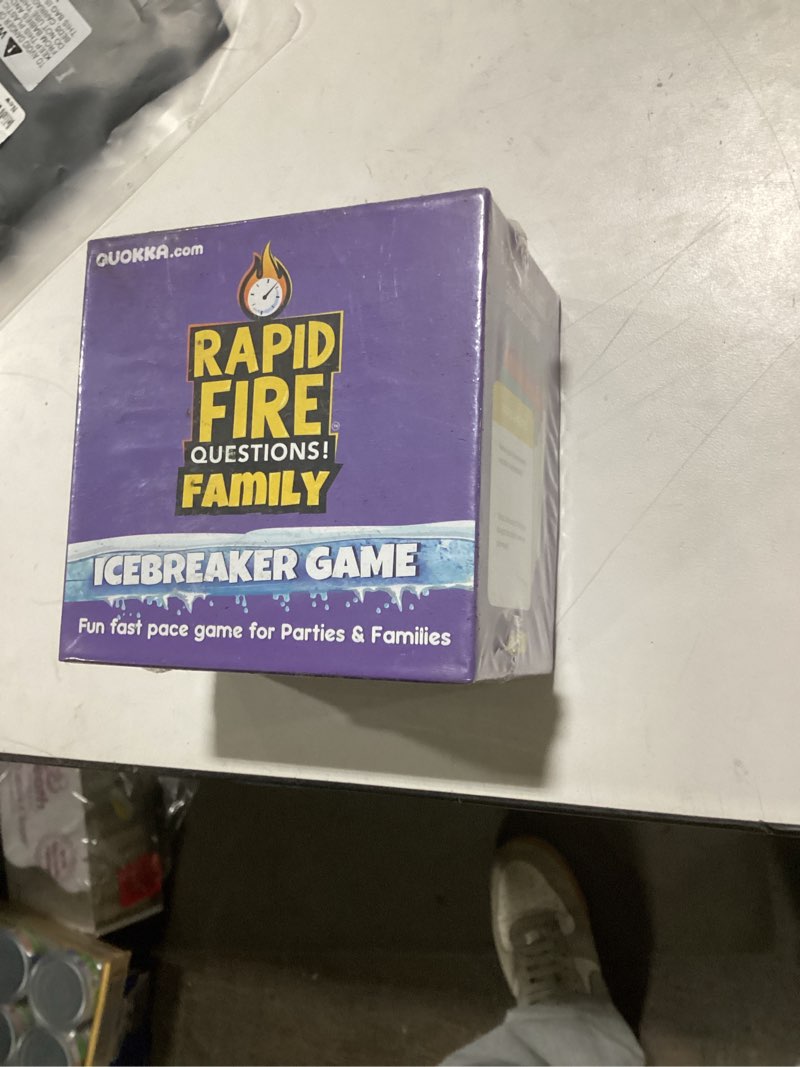 QUOKKA.com
RAPID
FIRE
QUESTIONS!
FAMILY
ICEBREAKER GAME
Fun fast pace game for Parties & Families